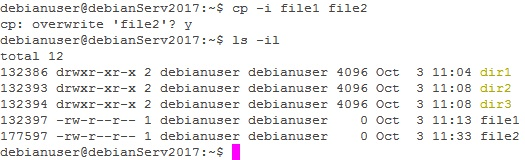 debianuser@debianServ2017:~$ cp -i file1 file2
cp: overwrite 'file2'? y
debianuser@debianServ2017:~$ ls -il
total 12
132386 drwxr-xr-x 2 debianuser debianuser 4096 Oct  3 11:04 dir1
132393 drwxr-xr-x 2 debianuser debianuser 4096 Oct  3 11:08 dir2
132394 drwxr-xr-x 2 debianuser debianuser 4096 Oct  3 11:08 dir3
132397 -rw-r--r-- 1 debianuser debianuser    0 Oct  3 11:13 file1
177597 -rw-r--r-- 1 debianuser debianuser    0 Oct  3 11:33 file2
debianuser@debianServ2017:~$